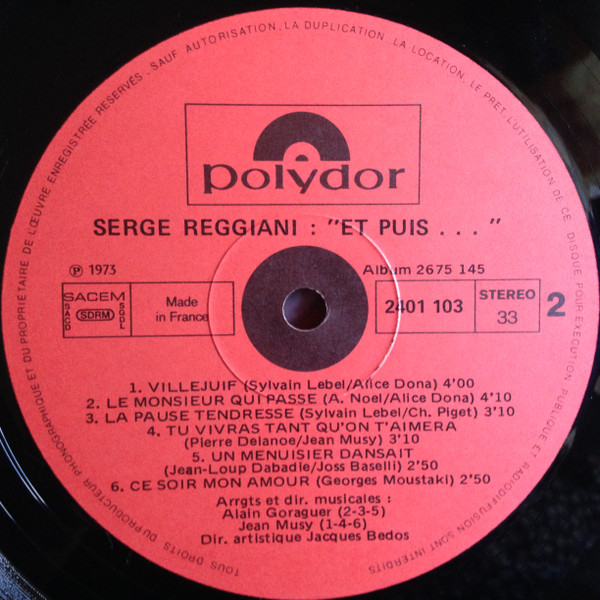 TOUS DROITS DU PRODUCTEUR PHONOGRAPHIQUE ET DU PROPRIÉTAIRE DE L'ŒUVRE ENREGISTRÉE RÉSERVÉS . SAUF AUTORISATION, LA DUPLICATION LA LOCATION, LE PRÊT, L'UTILISATION DE CE DISQUE POUR EXECUTION PUBLIQUE ET RADIODIFFUSION SONT INTERDITS
polydor
SERGE REGGIANI : "ET PUIS . . . "
Ⓟ 1973
Album 2675 145
SACEM
SACD
SDRM
SGDL
Made
in France
2401 103
STEREO
33
2
1. VILLEJUIF (Sylvain Lebel/Alice Dona) 4'00
2. LE MONSIEUR QUI PASSE (A. Noel/Alice Dona) 4'10
3. LA PAUSE TENDRESSE (Sylvain Lebel/Ch. Piget) 3'10
4. TU VIVRAS TANT QU'ON T'AIMERA
(Pierre Delanoe/Jean Musy) 3'10
5. UN MENUISIER DANSAIT
(Jean-Loup Dabadie/Joss Baselli) 2'50
6. CE SOIR MON AMOUR (Georges Moustaki) 2'50
Arrgts et dir. musicales :
Alain Goraguer (2-3-5)
Jean Musy (1-4-6)
Dir. artistique Jacques Bedos